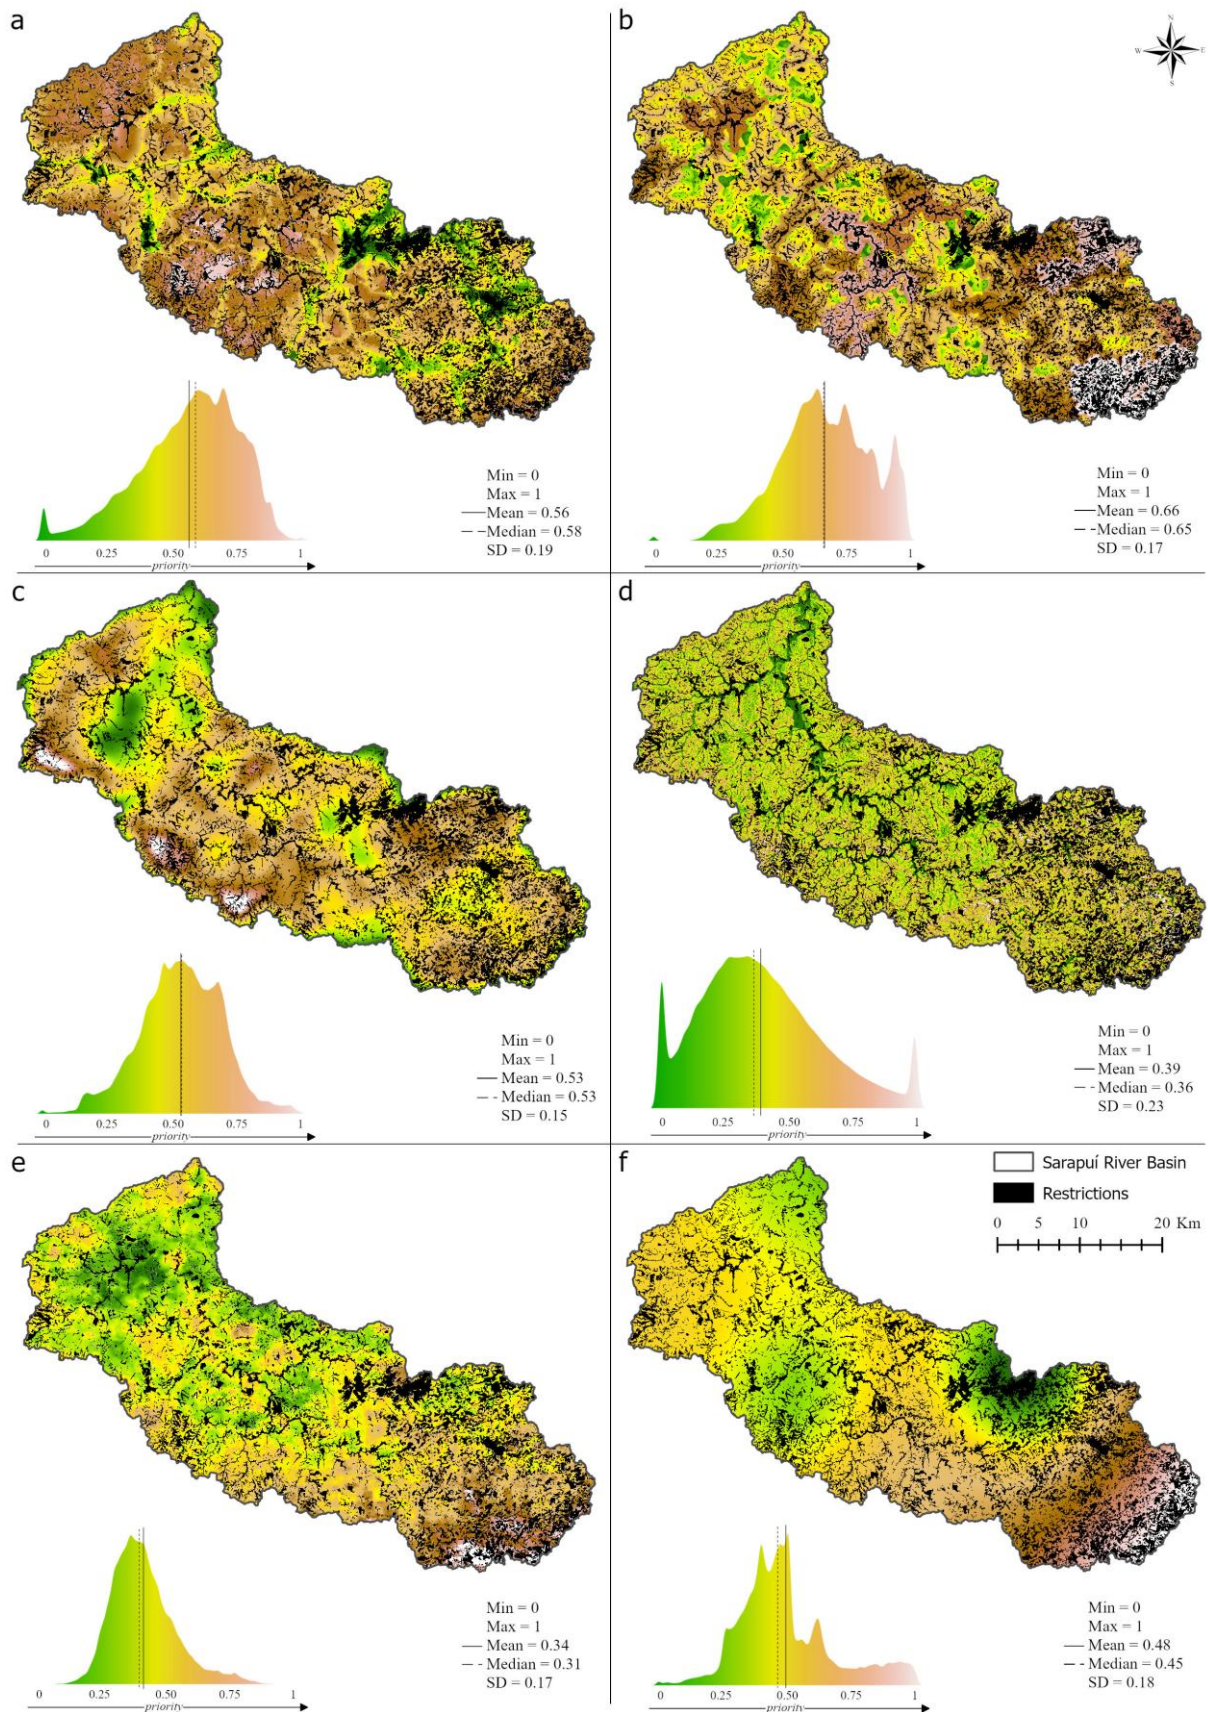 a
b
N
W E
S
Min = 0
Max = 1
Mean = 0.56
Median = 0.58
SD = 0.19
0 0.25 0.50 0.75 1
priority
Min = 0
Max = 1
Mean = 0.66
Median = 0.65
SD = 0.17
0 0.25 0.50 0.75 1
priority
c
d
Min = 0
Max = 1
Mean = 0.53
Median = 0.53
SD = 0.15
0 0.25 0.50 0.75 1
priority
Min = 0
Max = 1
Mean = 0.39
Median = 0.36
SD = 0.23
0 0.25 0.50 0.75 1
priority
e
f
Sarapuí River Basin
Restrictions
0 5 10 20 Km
Min = 0
Max = 1
Mean = 0.34
Median = 0.31
SD = 0.17
0 0.25 0.50 0.75 1
priority
Min = 0
Max = 1
Mean = 0.48
Median = 0.45
SD = 0.18
0 0.25 0.50 0.75 1
priority